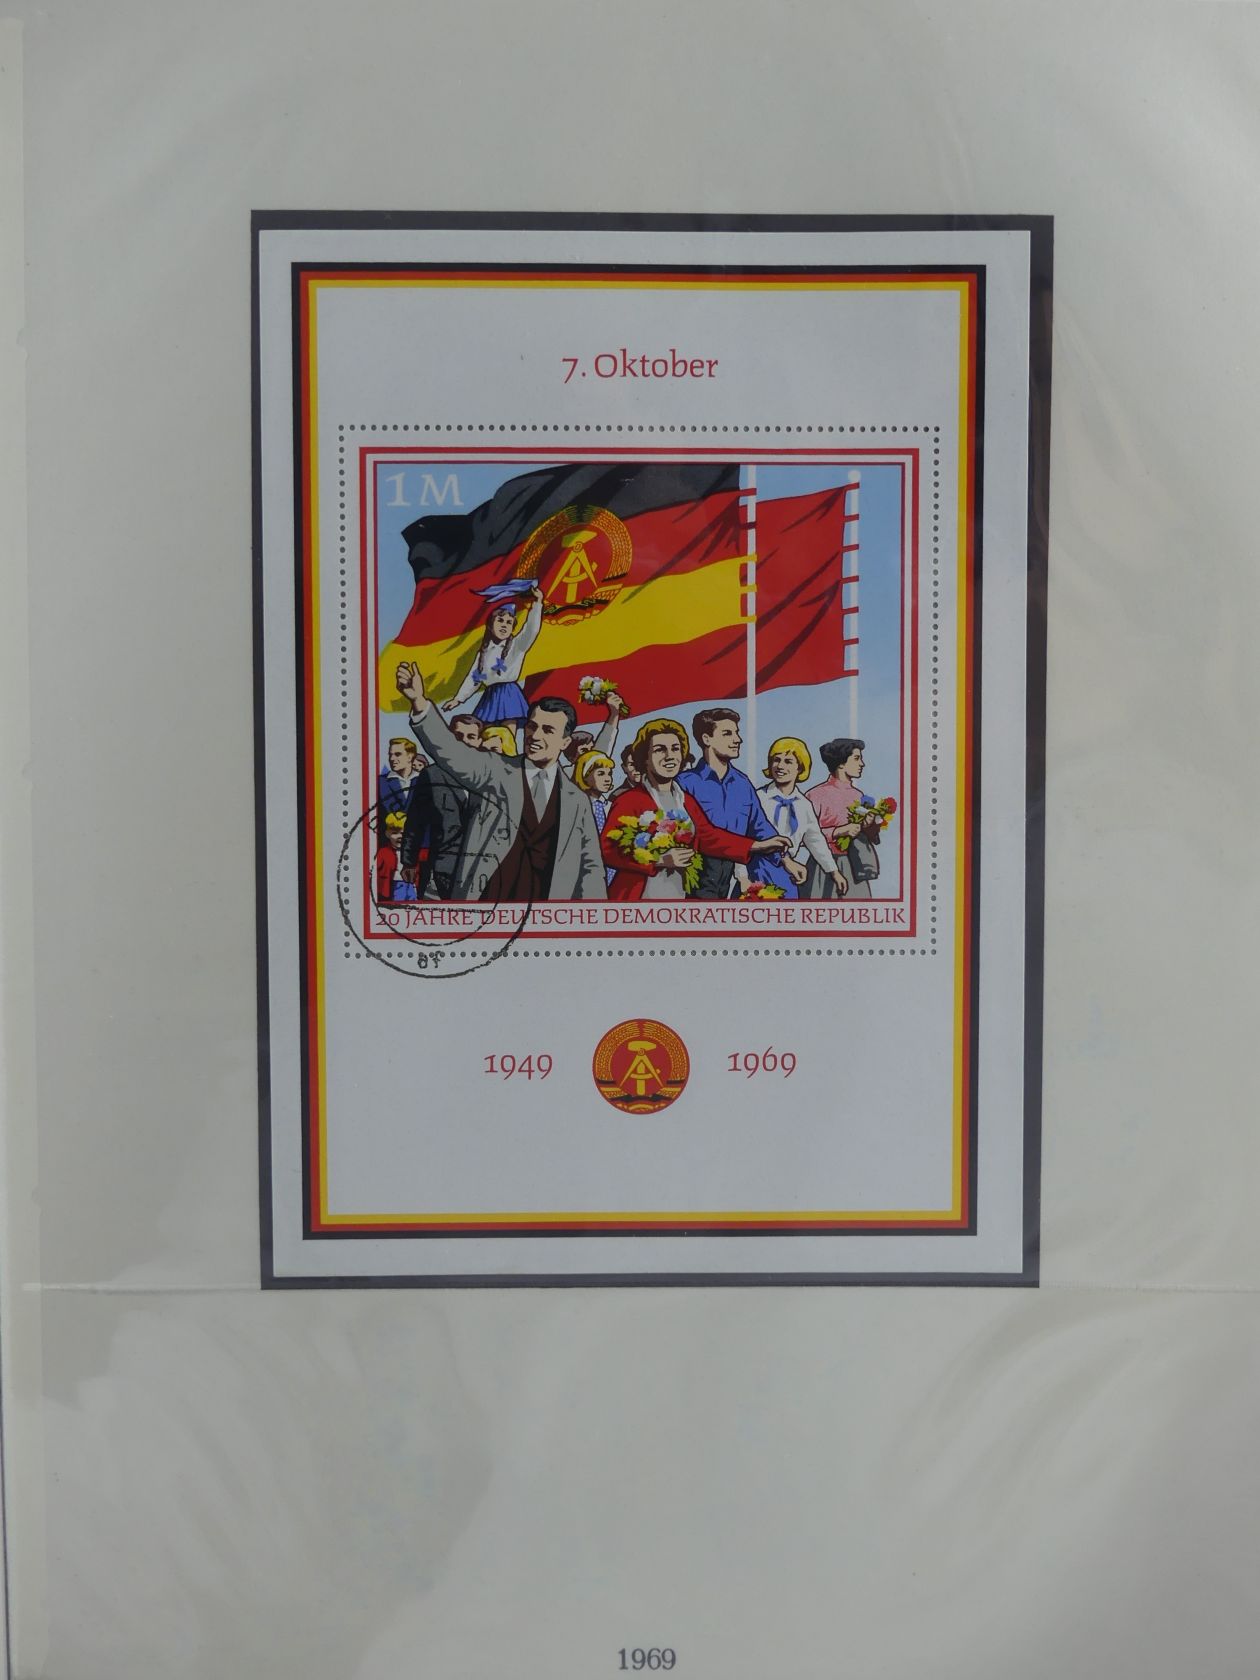 7. Oktober
1 M
20 JAHRE DEUTSCHE DEMOKRATISCHE REPUBLIK
1949 1969
1969